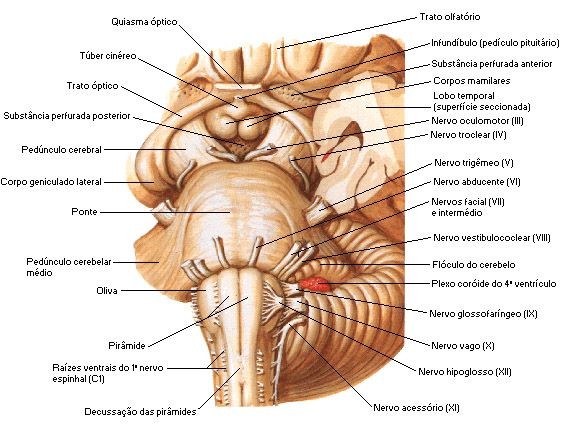 Quiasma óptico
Túber cinéreo
Trato óptico
Substância perfurada posterior
Pedúnculo cerebral
Corpo geniculado lateral
Ponte
Pedúnculo cerebelar
médio
Oliva
Pirâmide
Raízes ventrais do 1º nervo
espinhal (C1)
Decussação das pirâmides
Trato olfatório
Infundíbulo (pedículo pituitário)
Substância perfurada anterior
Corpos mamilares
Lobo temporal
(superfície seccionada)
Nervo oculomotor (III)
Nervo troclear (IV)
Nervo trigêmeo (V)
Nervo abducente (VI)
Nervos facial (VII)
e intermédio
Nervo vestibulococlear (VIII)
Flóculo do cerebelo
Plexo coróide do 4º ventrículo
Nervo glossofaríngeo (IX)
Nervo vago (X)
Nervo hipoglosso (XII)
Nervo acessório (XI)